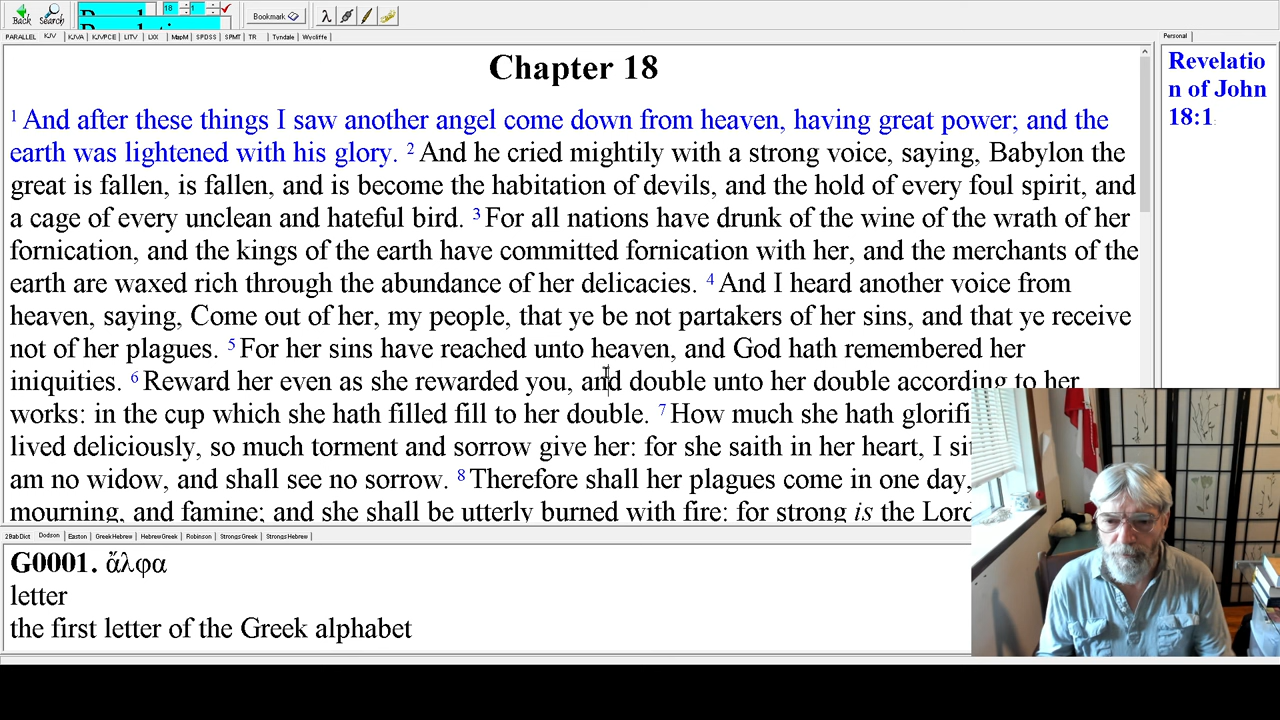 Back
Search
18
1
Bookmark
λ
PARALLEL KJV KJVA KJVPCE LITV LXX MapM SPDSS SPMT TR Tyndale Wycliffe
Personal
Chapter 18
1 And after these things I saw another angel come down from heaven, having great power; and the
earth was lightened with his glory. 2 And he cried mightily with a strong voice, saying, Babylon the
great is fallen, is fallen, and is become the habitation of devils, and the hold of every foul spirit, and
a cage of every unclean and hateful bird. 3 For all nations have drunk of the wine of the wrath of her
fornication, and the kings of the earth have committed fornication with her, and the merchants of the
earth are waxed rich through the abundance of her delicacies. 4 And I heard another voice from
heaven, saying, Come out of her, my people, that ye be not partakers of her sins, and that ye receive
not of her plagues. 5 For her sins have reached unto heaven, and God hath remembered her
iniquities. 6 Reward her even as she rewarded you, and double unto her double according to her
works: in the cup which she hath filled fill to her double. 7 How much she hath glorifi
lived deliciously, so much torment and sorrow give her: for she saith in her heart, I si
am no widow, and shall see no sorrow. 8 Therefore shall her plagues come in one day,
mourning, and famine; and she shall be utterly burned with fire: for strong is the Lord
Revelatio
n of John
18:1
2BabDict Dodson Easton GreekHebrew HebrewGreek Robinson StrongsGreek StrongsHebrew
G0001. ἄλφα
letter
the first letter of the Greek alphabet